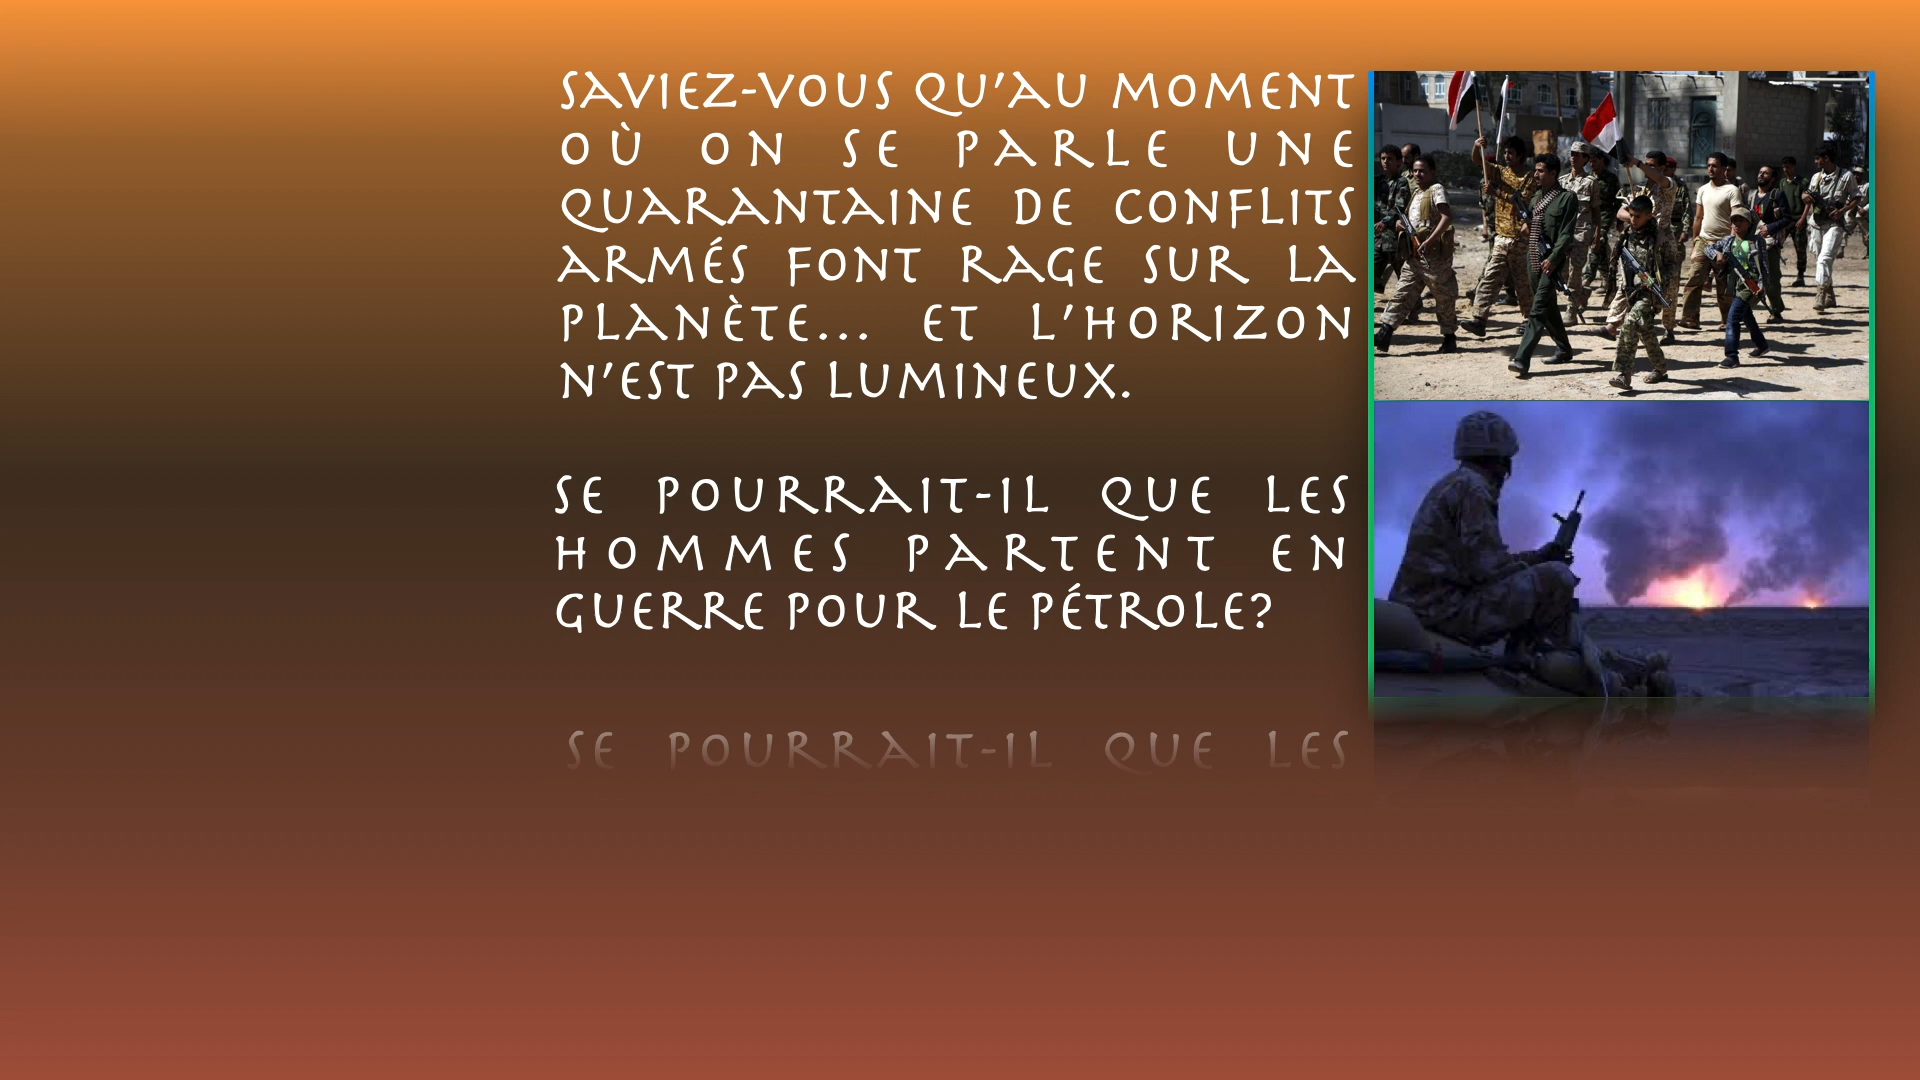 SAVIEZ-VOUS QU’AU MOMENT
OÙ ON SE PARLE UNE
QUARANTAINE DE CONFLITS
ARMÉS FONT RAGE SUR LA
PLANÈTE… ET L’HORIZON
N’EST PAS LUMINEUX.
SE POURRAIT-IL QUE LES
HOMMES PARTENT EN
GUERRE POUR LE PÉTROLE?
SE POURRAIT-IL QUE LES